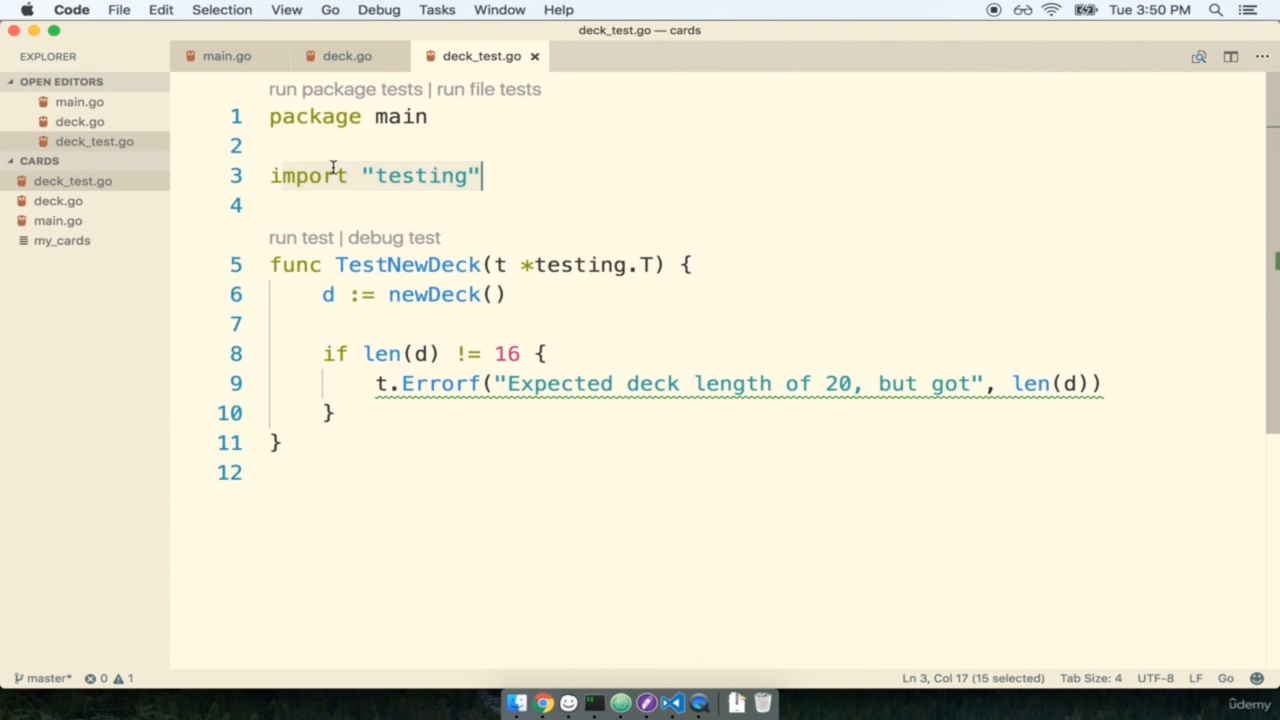 Code File Edit Selection View Go Debug Tasks Window Help Tue 3:50 PM
deck_test.go — cards
EXPLORER
main.go deck.go deck_test.go
OPEN EDITORS
main.go
deck.go
deck_test.go
CARDS
deck_test.go
deck.go
main.go
my_cards
run package tests | run file tests
1 package main
2
3 import "testing"
4
run test | debug test
5 func TestNewDeck(t *testing.T) {
6 d := newDeck()
7
8 if len(d) != 16 {
9 t.Errorf("Expected deck length of 20, but got", len(d))
10 }
11 }
12
master* 0 1 Ln 3, Col 17 (15 selected) Tab Size: 4 UTF-8 LF Go
udemy